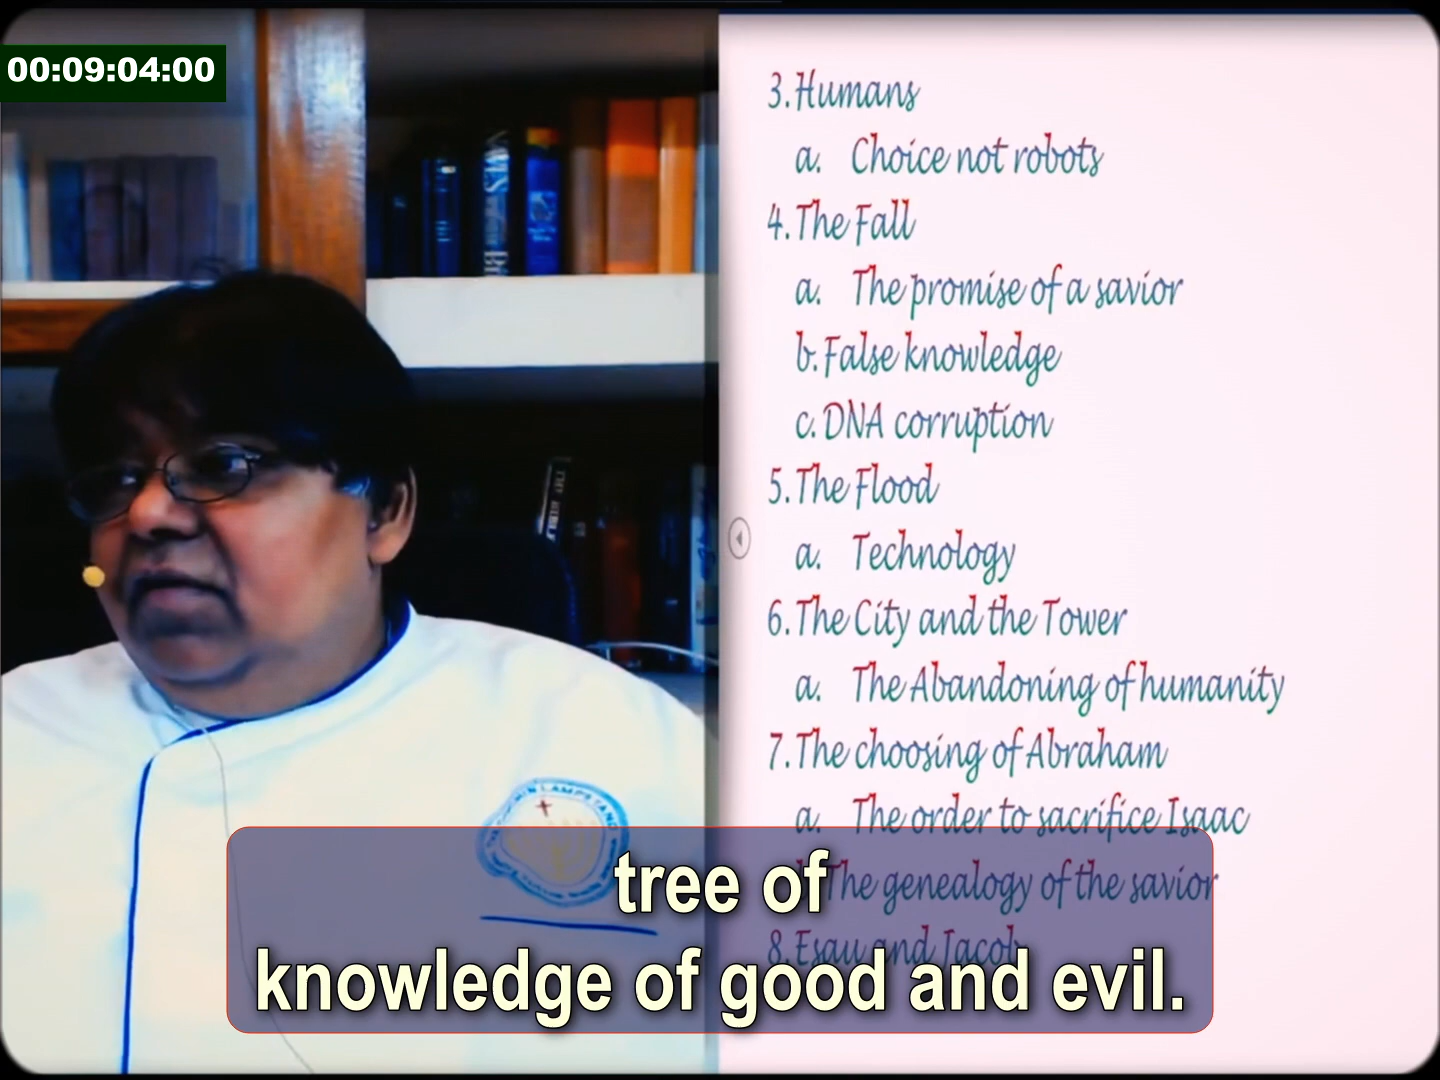 00:09:04:00
3. Humans
a. Choice not robots
4. The Fall
a. The promise of a savior
b. False knowledge
c. DNA corruption
5. The Flood
a. Technology
6. The City and the Tower
a. The Abandoning of humanity
7. The choosing of Abraham
a. The order to sacrifice Isaac
The genealogy of the savior
8. Esau and Jacob
tree of
knowledge of good and evil.